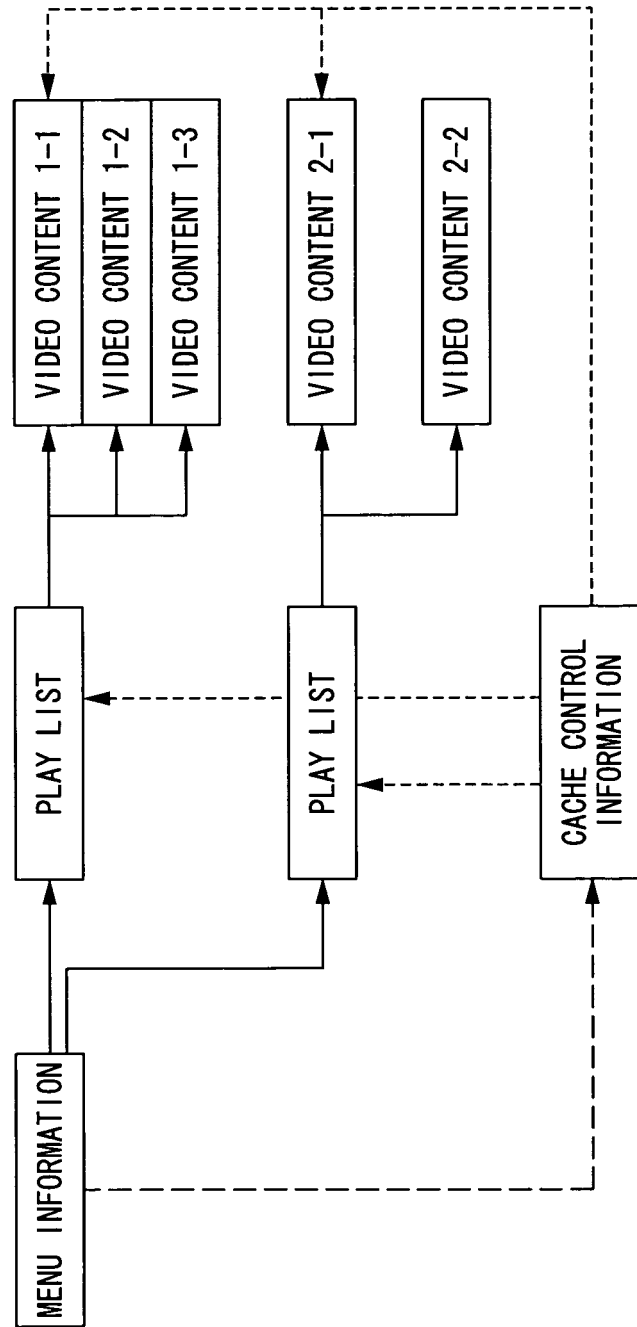 MENU INFORMATION
PLAY LIST
VIDEO CONTENT 1-1
VIDEO CONTENT 1-2
VIDEO CONTENT 1-3
PLAY LIST
VIDEO CONTENT 2-1
VIDEO CONTENT 2-2
CACHE CONTROL
INFORMATION